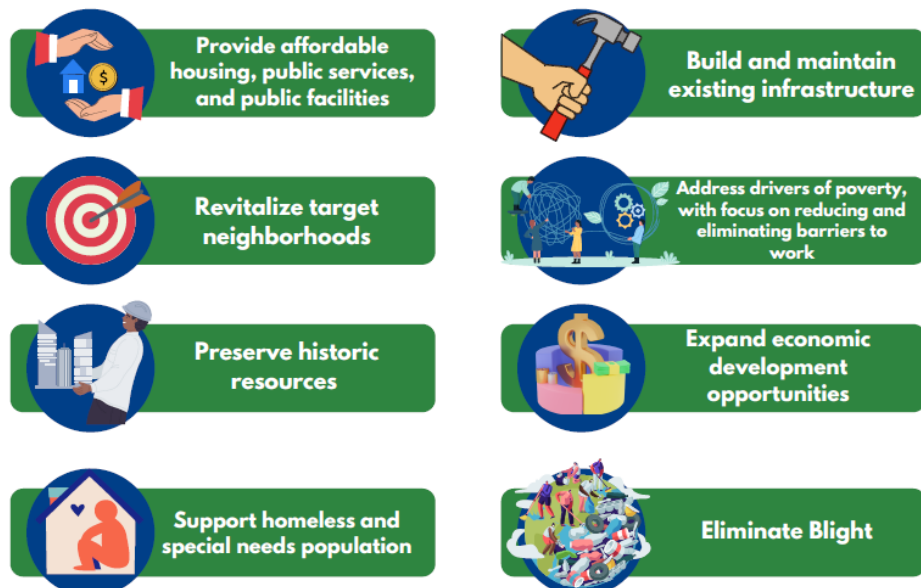 Provide affordable
housing, public services,
and public facilities
Build and maintain
existing infrastructure
Revitalize target
neighborhoods
Address drivers of poverty,
with focus on reducing and
eliminating barriers to
work
Preserve historic
resources
Expand economic
development
opportunities
Support homeless and
special needs population
Eliminate Blight